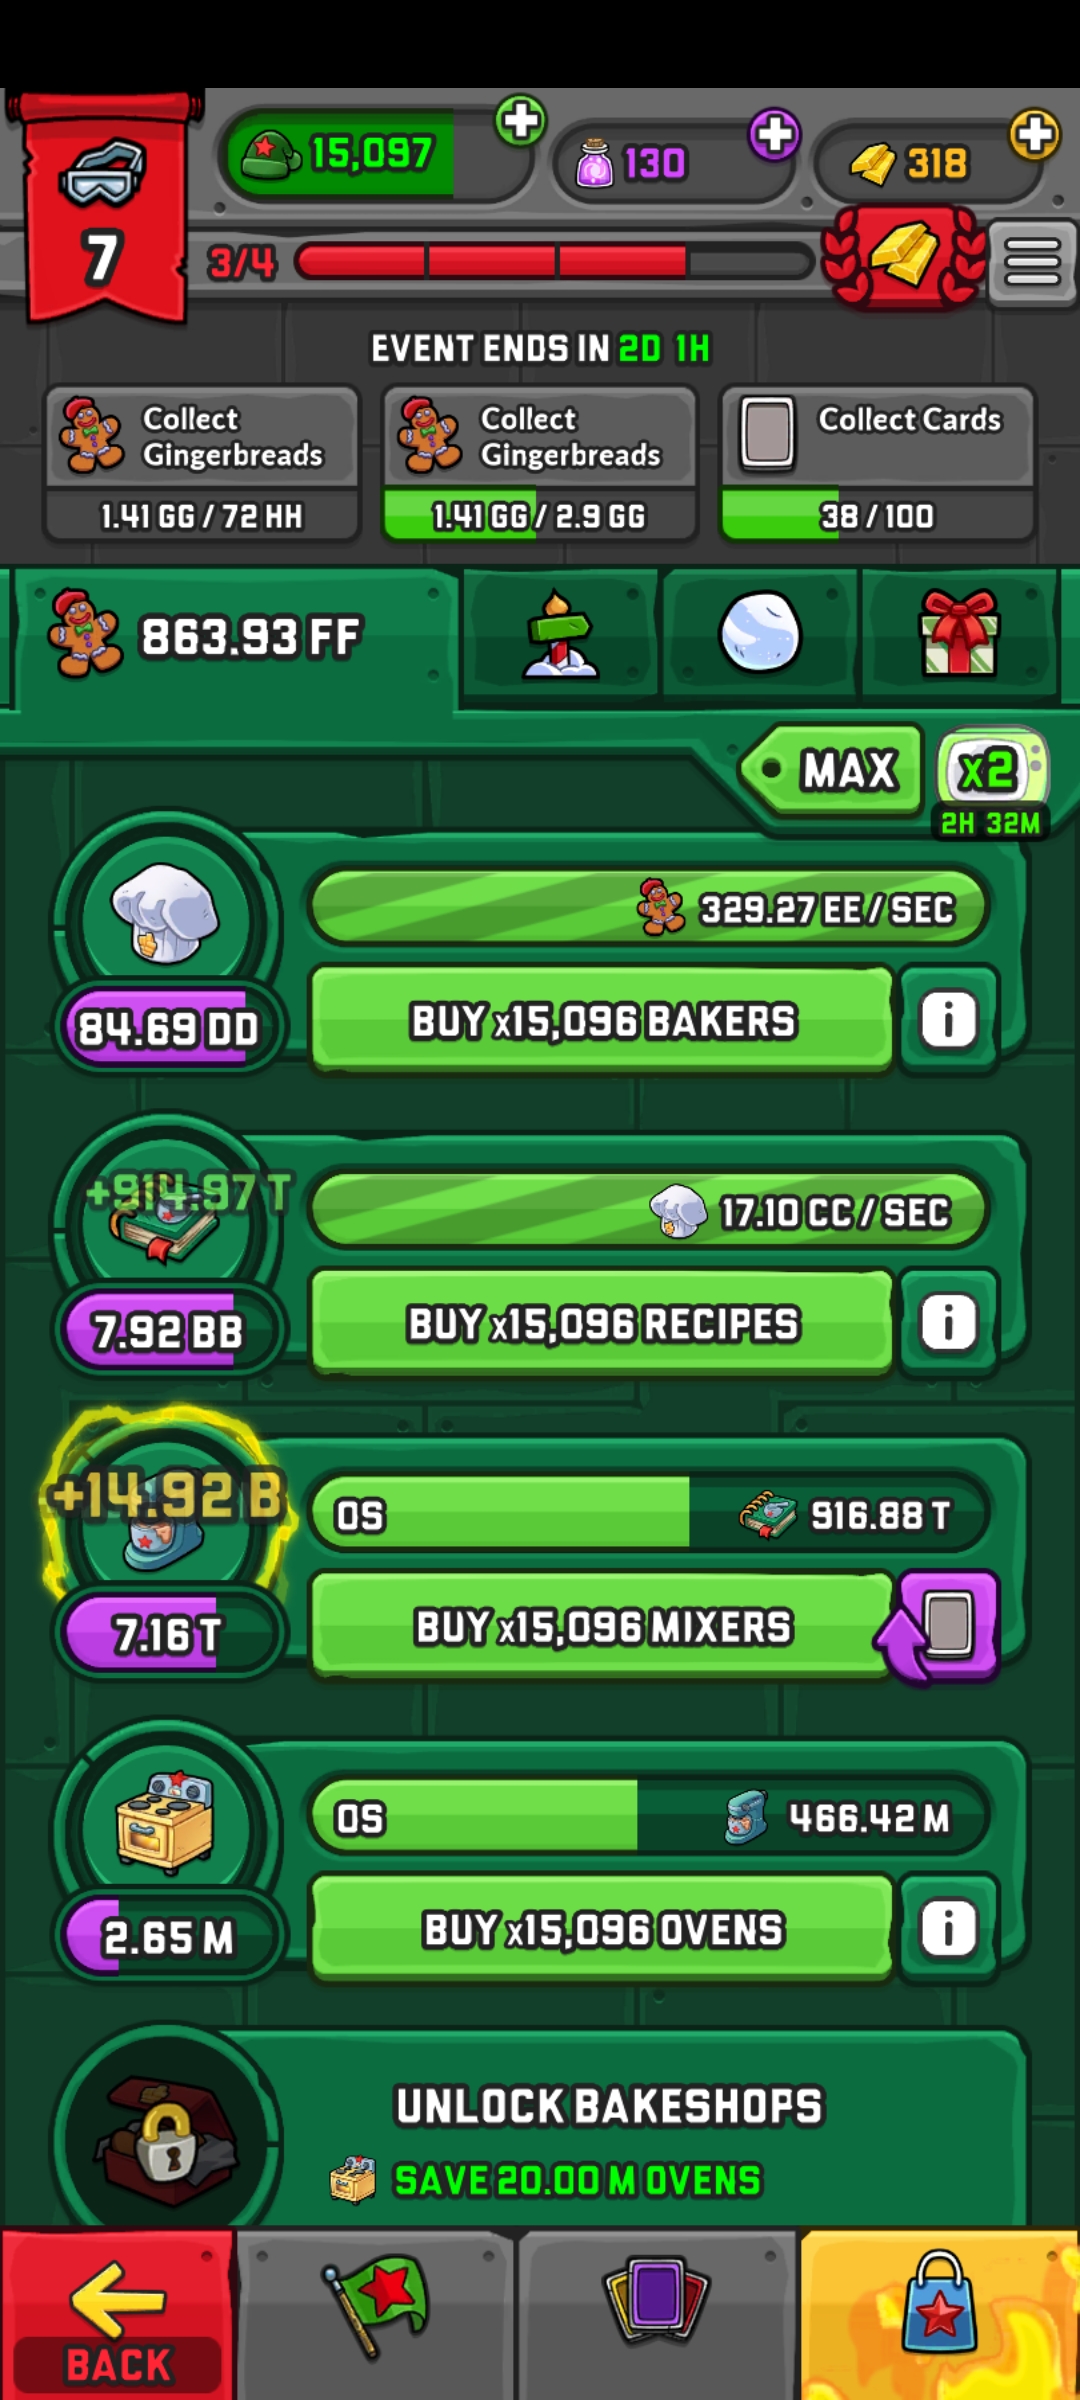 15,097
130
318
7
3/4
EVENT ENDS IN 2D 1H
Collect Gingerbreads
1.41 GG / 72 HH
Collect Gingerbreads
1.41 GG / 2.9 GG
Collect Cards
38 / 100
863.93 FF
MAX
x2
2H 32M
329.27 EE / SEC
84.69 DD
BUY x15,096 BAKERS
i
+914.97 T
17.10 CC / SEC
7.92 BB
BUY x15,096 RECIPES
i
+14.92 B
0S
916.88 T
7.16 T
BUY x15,096 MIXERS
0S
466.42 M
2.65 M
BUY x15,096 OVENS
i
UNLOCK BAKESHOPS
SAVE 20.00 M OVENS
BACK